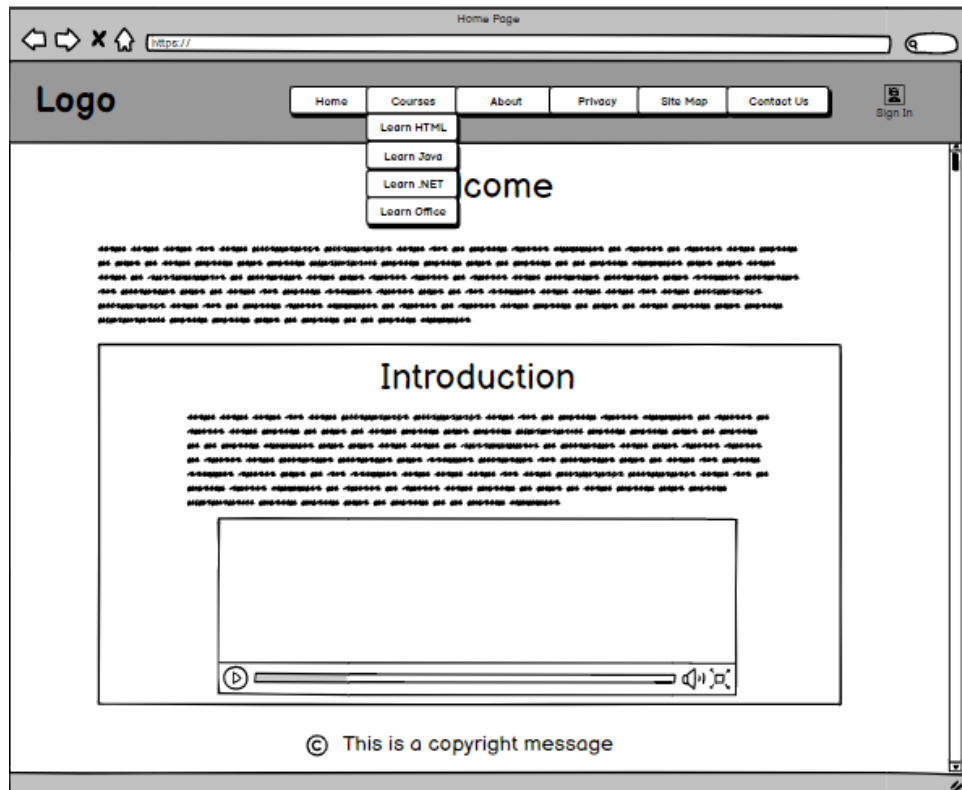 Home Page
https://
Logo
Home Courses About Privacy Site Map Contact Us
Sign In
Learn HTML
Learn Java
Learn .NET
Learn Office
come
Introduction
© This is a copyright message